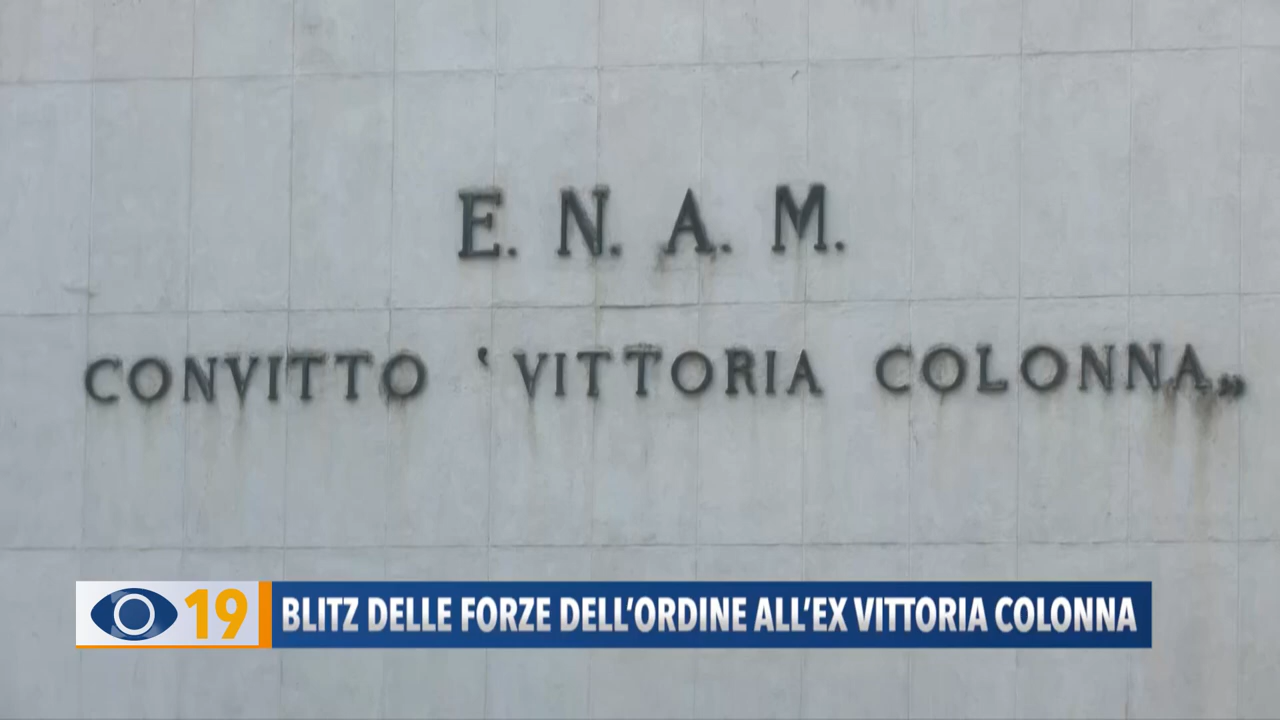 E. N. A. M.
CONVITTO ‛VITTORIA COLONNA„
19 BLITZ DELLE FORZE DELL'ORDINE ALL'EX VITTORIA COLONNA